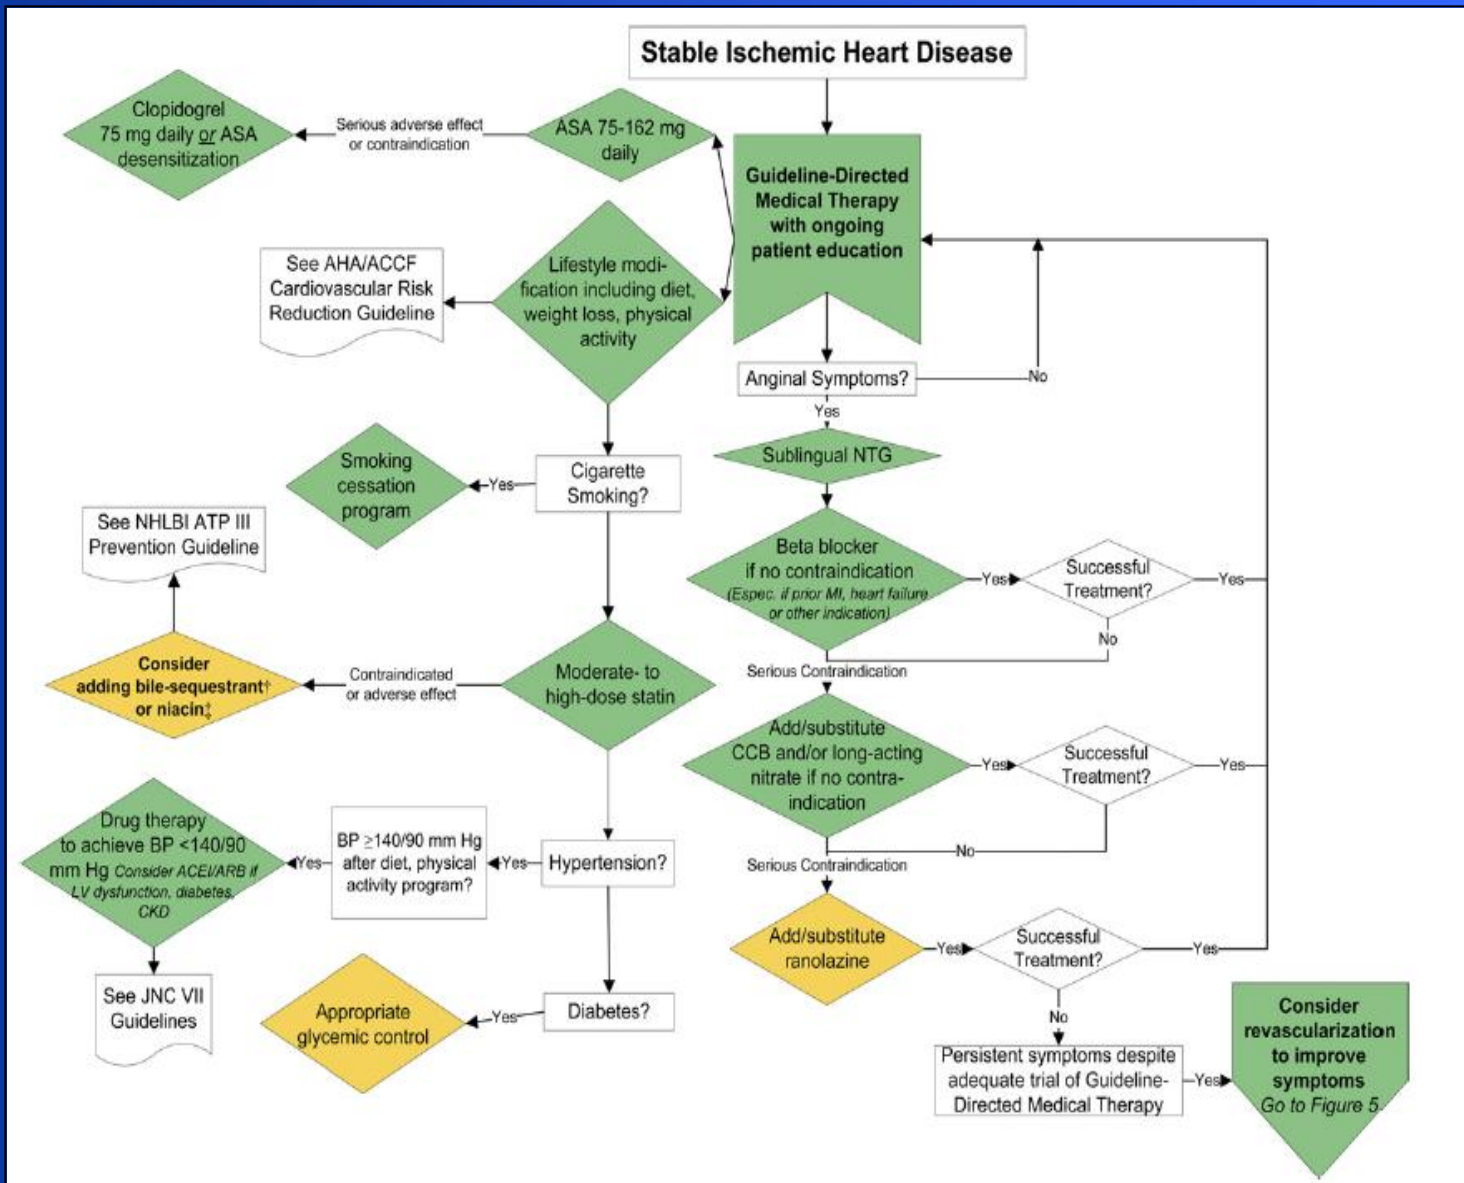 Stable Ischemic Heart Disease
Clopidogrel
75 mg daily or ASA
desensitization
Serious adverse effect
or contraindication
ASA 75-162 mg
daily
Guideline-Directed
Medical Therapy
with ongoing
patient education
See AHA/ACCF
Cardiovascular Risk
Reduction Guideline
Lifestyle modi-
fication including diet,
weight loss, physical
activity
Anginal Symptoms?
No
Yes
Sublingual NTG
Smoking
cessation
program
Yes
Cigarette
Smoking?
See NHLBI ATP III
Prevention Guideline
Beta blocker
if no contraindication
(Espec. if prior MI, heart failure
or other indication)
Yes
Successful
Treatment?
Yes
No
Serious Contraindication
Consider
adding bile-sequestrant†
or niacin‡
Contraindicated
or adverse effect
Moderate- to
high-dose statin
Add/substitute
CCB and/or long-acting
nitrate if no contra-
indication
Yes
Successful
Treatment?
Yes
No
Serious Contraindication
Drug therapy
to achieve BP <140/90
mm Hg Consider ACEI/ARB if
LV dysfunction, diabetes,
CKD
Yes
BP ≥140/90 mm Hg
after diet, physical
activity program?
Yes
Hypertension?
Add/substitute
ranolazine
Yes
Successful
Treatment?
Yes
No
See JNC VII
Guidelines
Appropriate
glycemic control
Yes
Diabetes?
Persistent symptoms despite
adequate trial of Guideline-
Directed Medical Therapy
Yes
Consider
revascularization
to improve
symptoms
Go to Figure 5.